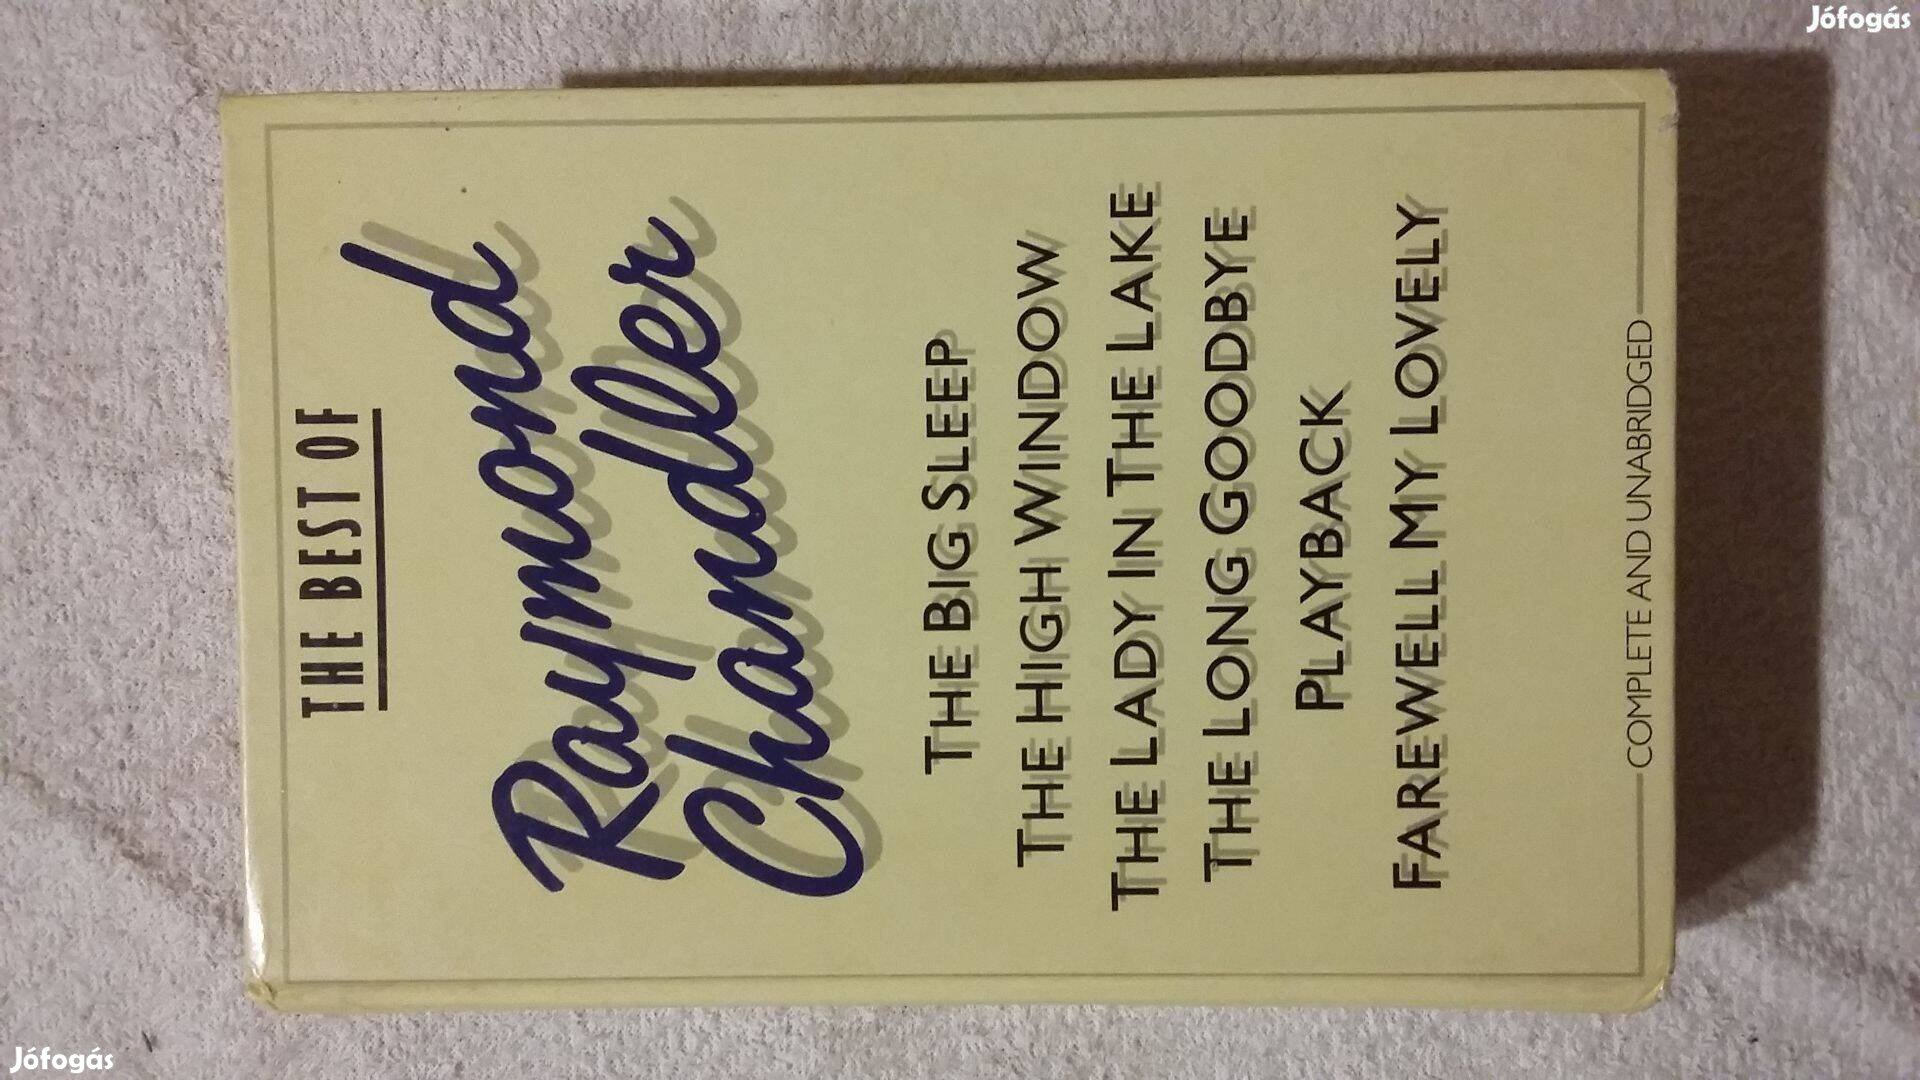 Jófogás
THE BEST OF
Raymond
Chandler
THE BIG SLEEP
THE HIGH WINDOW
THE LADY IN THE LAKE
THE LONG GOODBYE
PLAYBACK
FAREWELL MY LOVELY
COMPLETE AND UNABRIDGED
Jófogás